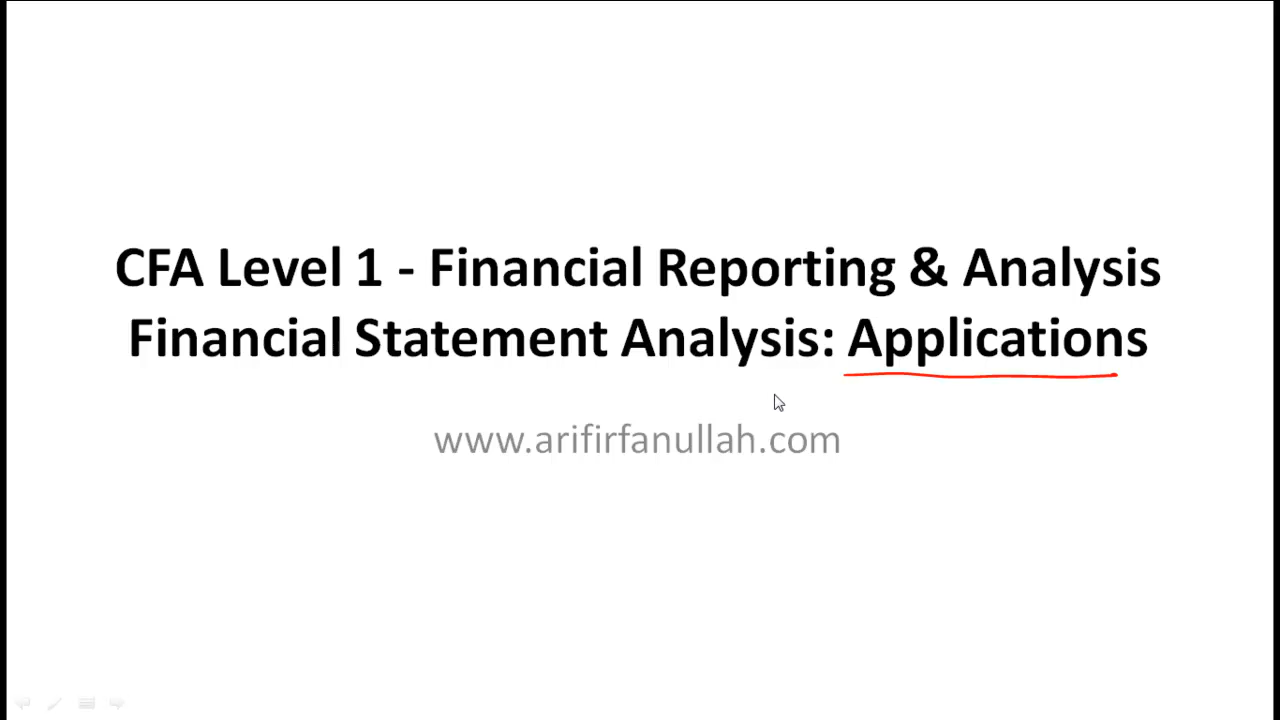 CFA Level 1 - Financial Reporting & Analysis
Financial Statement Analysis: Applications
www.arifirfanullah.com